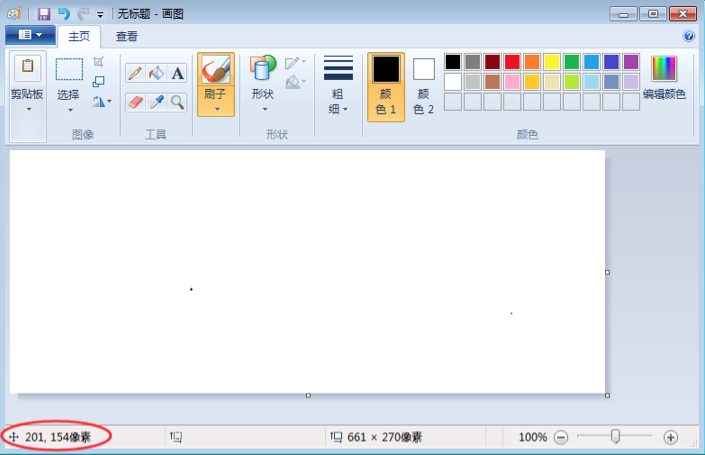 无标题 - 画图
主页 查看
剪贴板
选择
图像
A
工具
刷子
形状
形状
粗细
颜色 1
颜色 2
颜色
编辑颜色
201, 154像素
661 × 270像素
100%